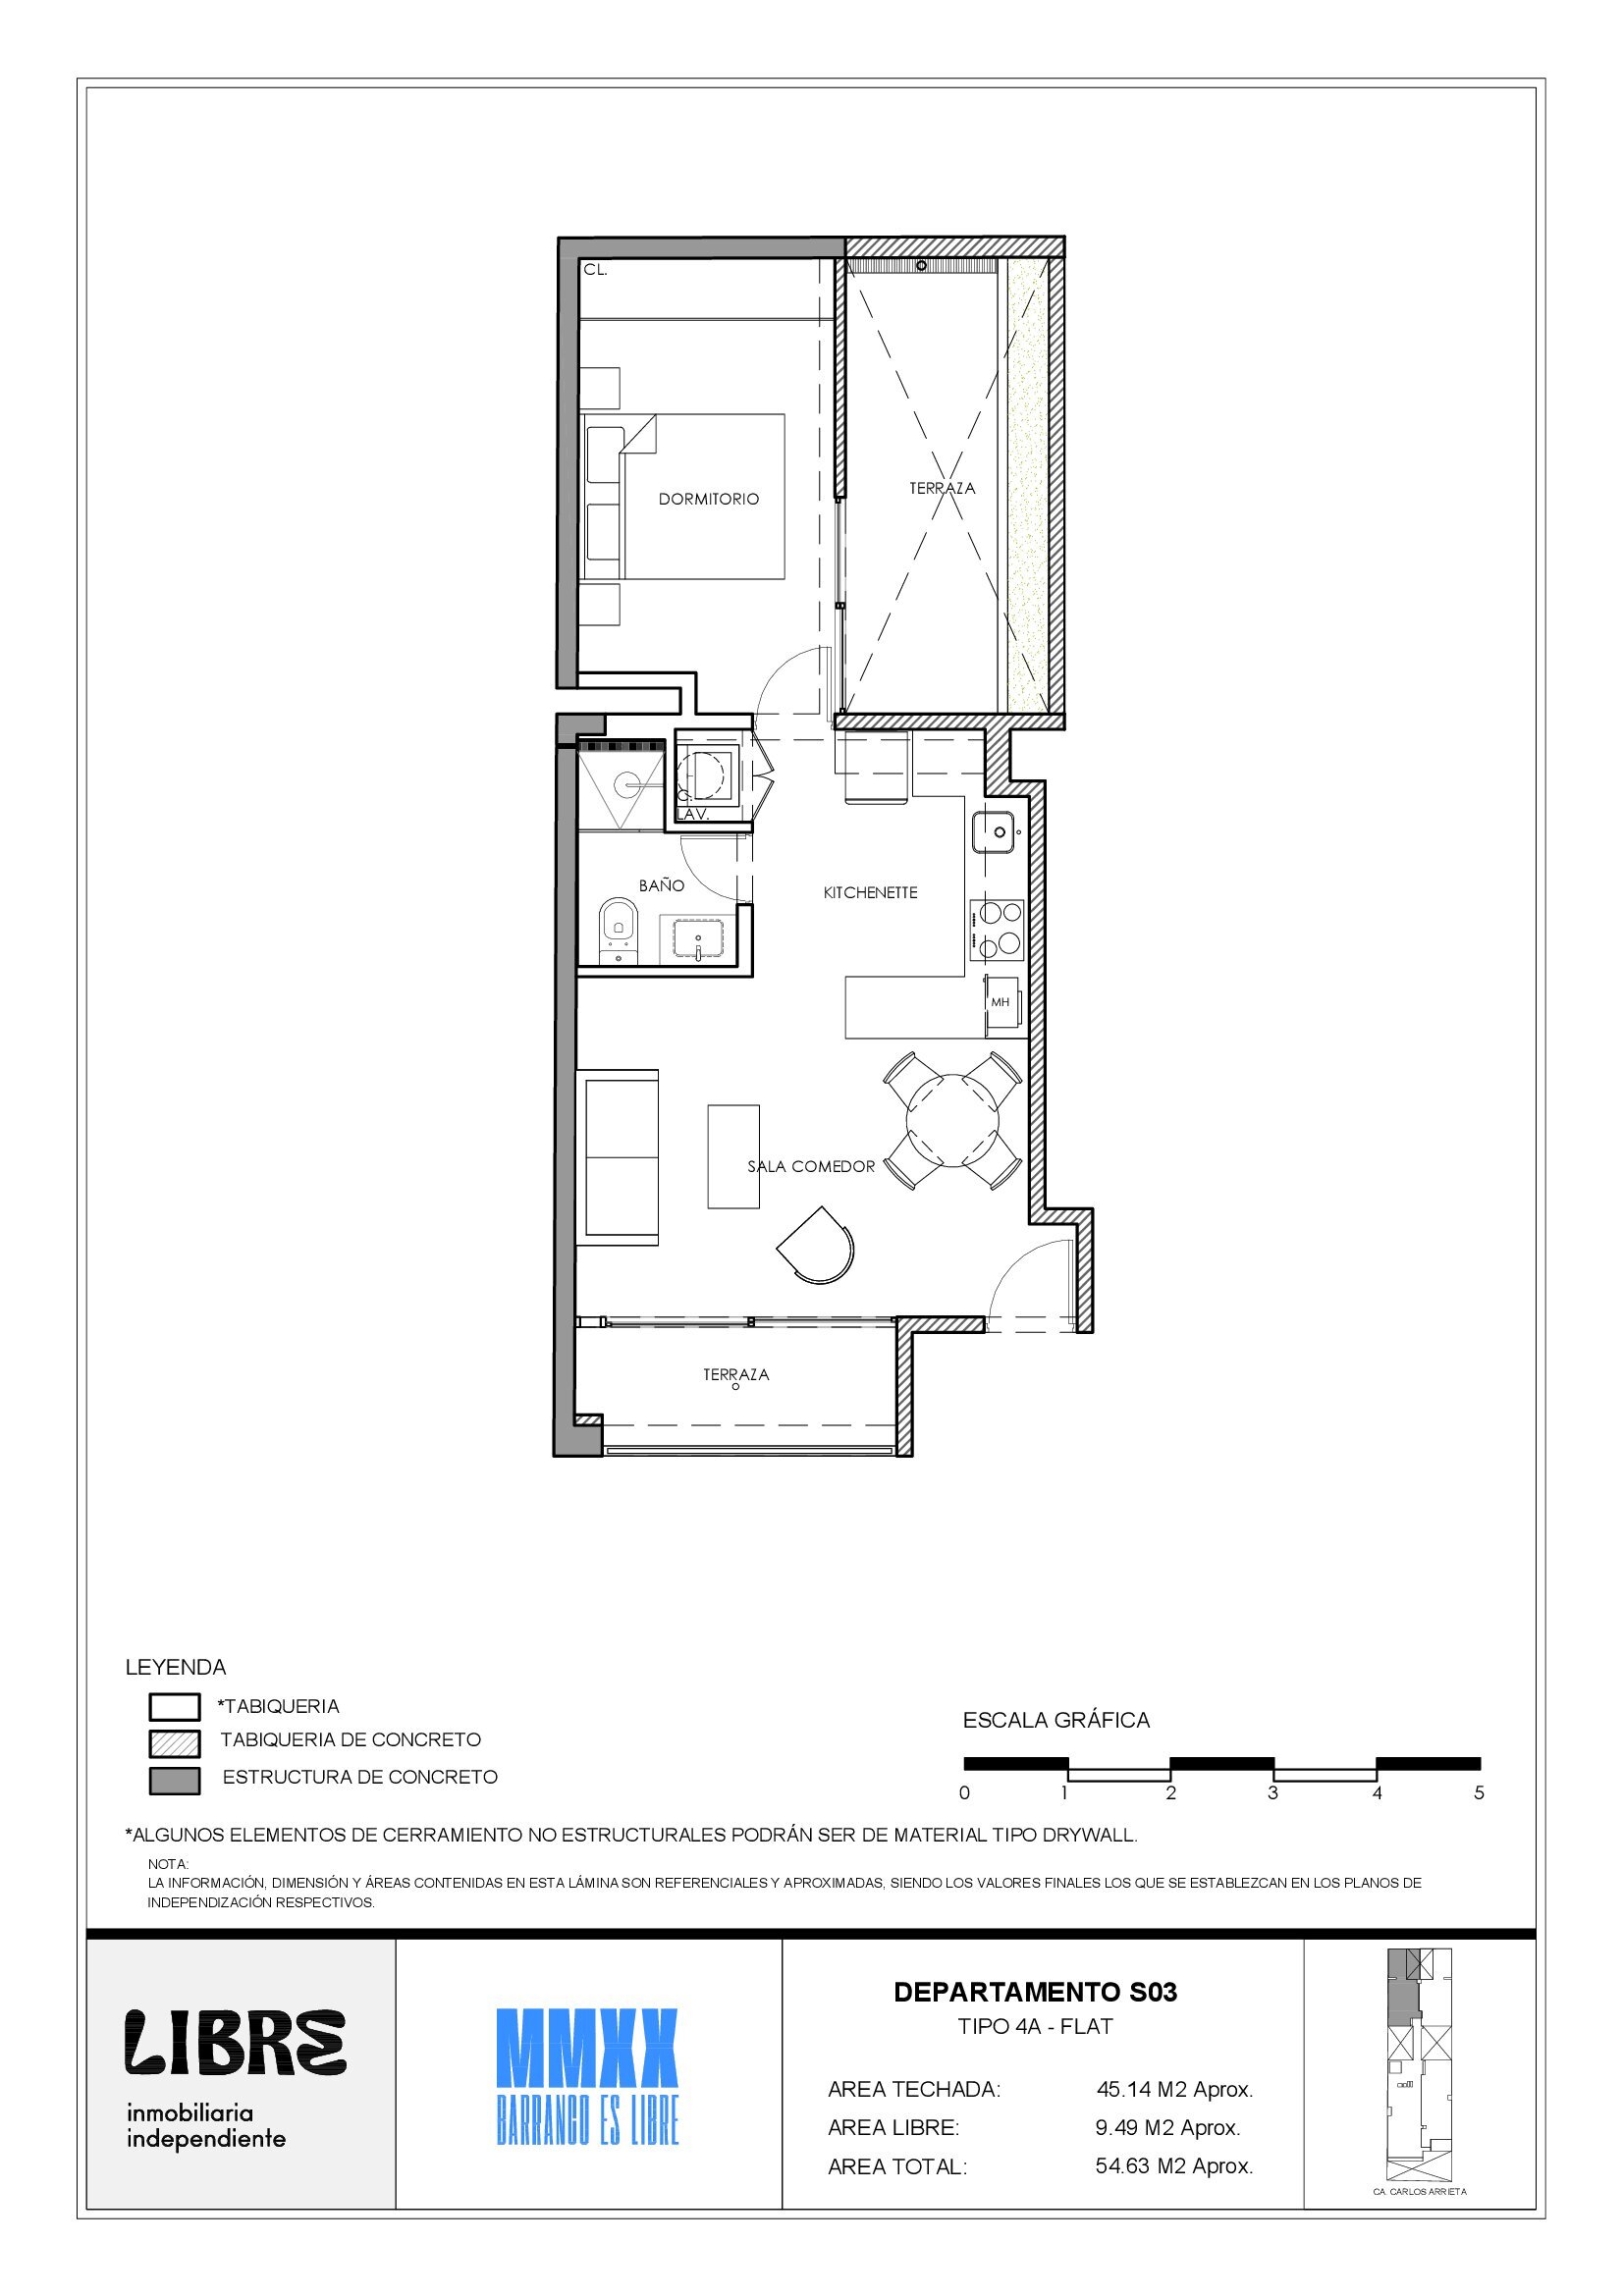 CL.
DORMITORIO
TERRAZA
C.
LAV.
BAÑO
KITCHENETTE
MH
SALA COMEDOR
TERRAZA
LEYENDA
*TABIQUERIA
TABIQUERIA DE CONCRETO
ESTRUCTURA DE CONCRETO
ESCALA GRÁFICA
0 1 2 3 4 5
*ALGUNOS ELEMENTOS DE CERRAMIENTO NO ESTRUCTURALES PODRÁN SER DE MATERIAL TIPO DRYWALL.
NOTA:
LA INFORMACIÓN, DIMENSIÓN Y ÁREAS CONTENIDAS EN ESTA LÁMINA SON REFERENCIALES Y APROXIMADAS, SIENDO LOS VALORES FINALES LOS QUE SE ESTABLEZCAN EN LOS PLANOS DE
INDEPENDIZACIÓN RESPECTIVOS.
LIBRE
inmobiliaria
independiente
MMXX
BARRANCO ES LIBRE
DEPARTAMENTO S03
TIPO 4A - FLAT
AREA TECHADA: 45.14 M2 Aprox.
AREA LIBRE: 9.49 M2 Aprox.
AREA TOTAL: 54.63 M2 Aprox.
CA. CARLOS ARRIETA